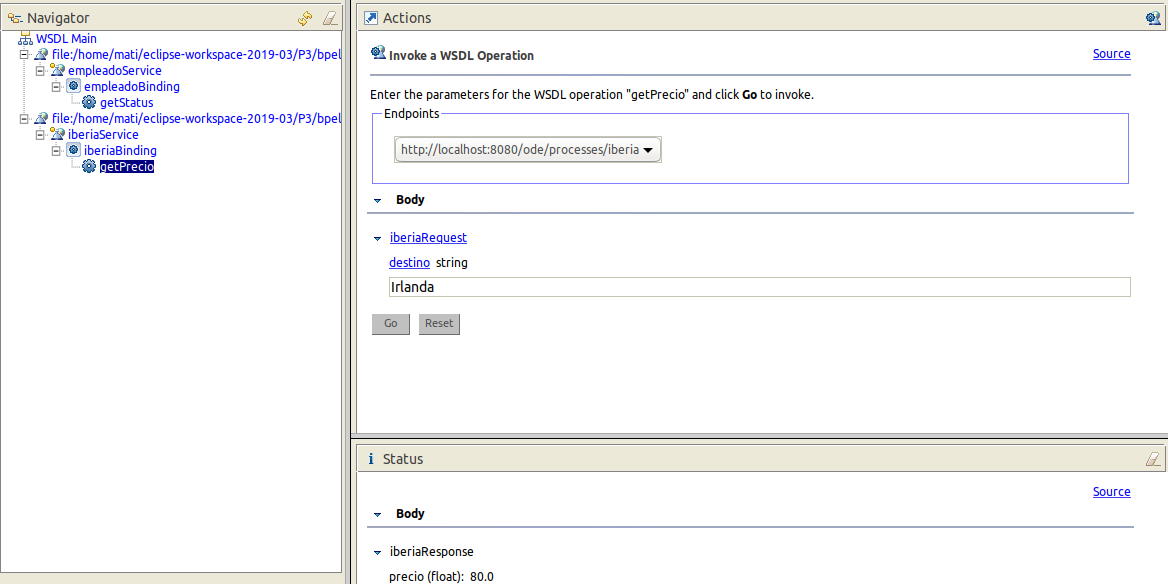 Navigator
WSDL Main
file:/home/mati/eclipse-workspace-2019-03/P3/bpel
empleadoService
empleadoBinding
getStatus
file:/home/mati/eclipse-workspace-2019-03/P3/bpel
iberiaService
iberiaBinding
getPrecio
Actions
Invoke a WSDL Operation
Source
Enter the parameters for the WSDL operation "getPrecio" and click Go to invoke.
Endpoints
http://localhost:8080/ode/processes/iberia
Body
iberiaRequest
destino string
Irlanda
Go Reset
i Status
Source
Body
iberiaResponse
precio (float): 80.0